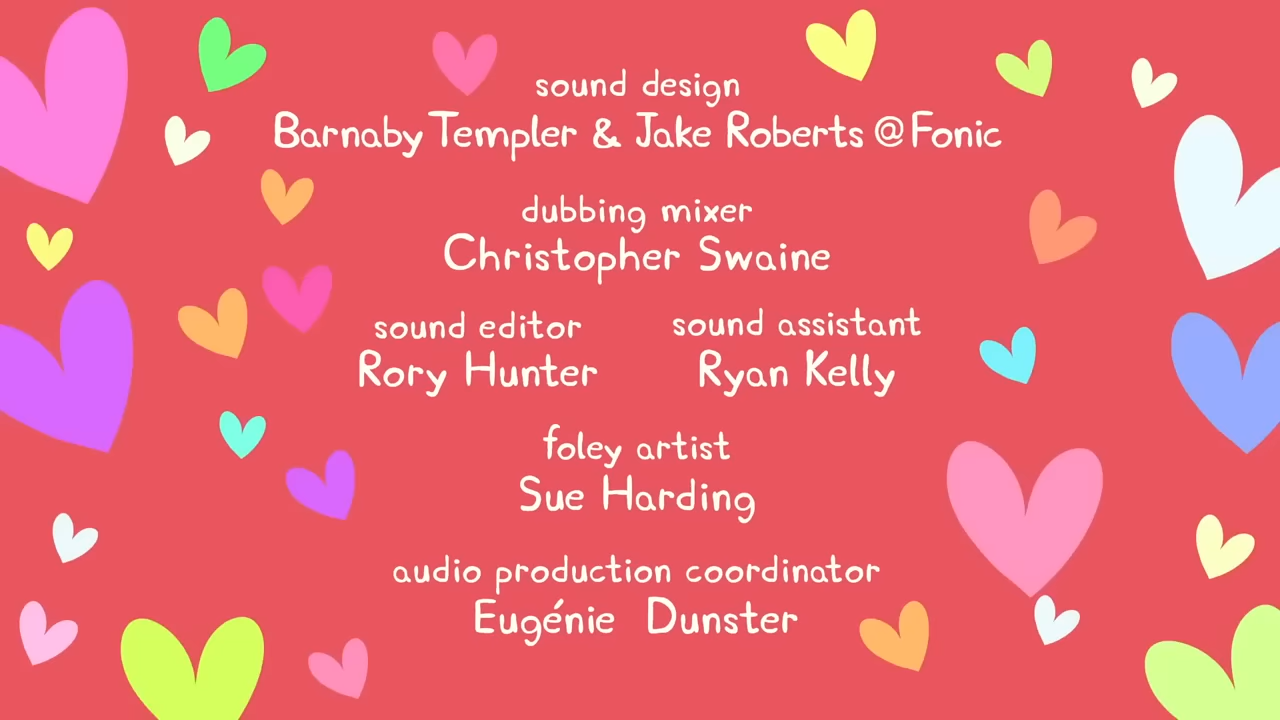 sound design
Barnaby Templer & Jake Roberts @ Fonic
dubbing mixer
Christopher Swaine
sound editor
Rory Hunter
sound assistant
Ryan Kelly
foley artist
Sue Harding
audio production coordinator
Eugénie Dunster